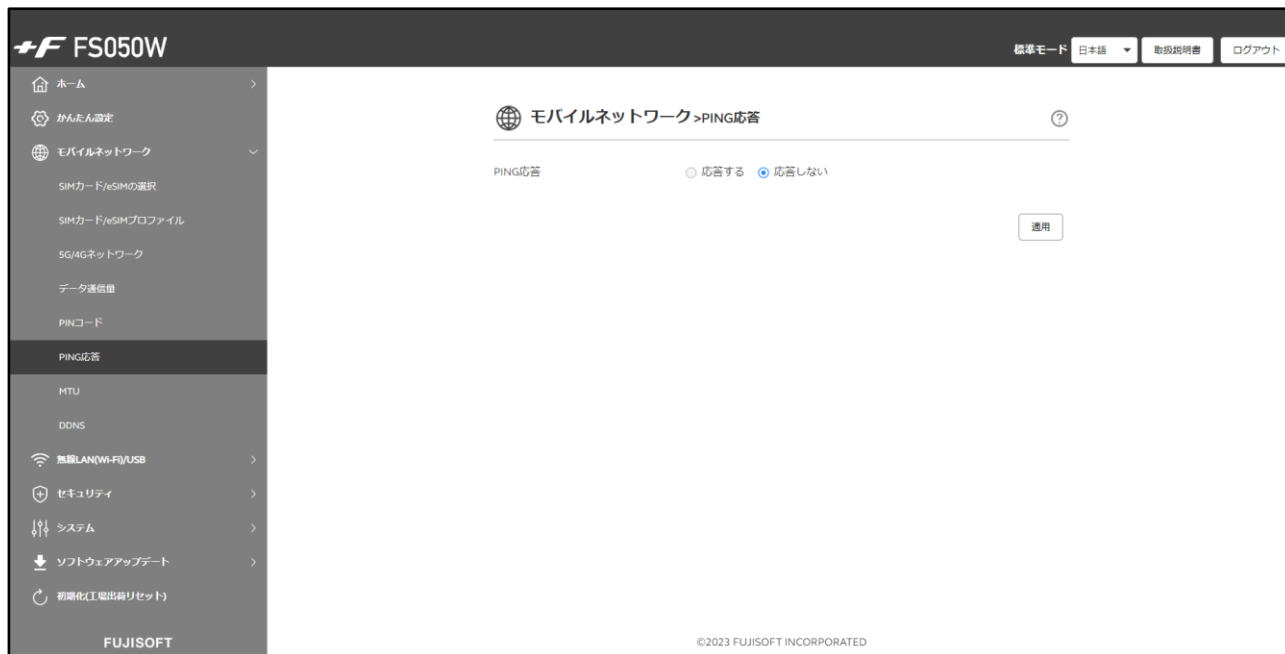 +F FS050W
標準モード 日本語 取扱説明書 ログアウト
ホーム
かんたん設定
モバイルネットワーク
SIMカード/eSIMの選択
SIMカード/eSIMプロファイル
5G/4Gネットワーク
データ通信量
PINコード
PING応答
MTU
DDNS
無線LAN(Wi-Fi)/USB
セキュリティ
システム
ソフトウェアアップデート
初期化(工場出荷リセット)
FUJISOFT
モバイルネットワーク>PING応答
PING応答 応答する 応答しない
適用
©2023 FUJISOFT INCORPORATED